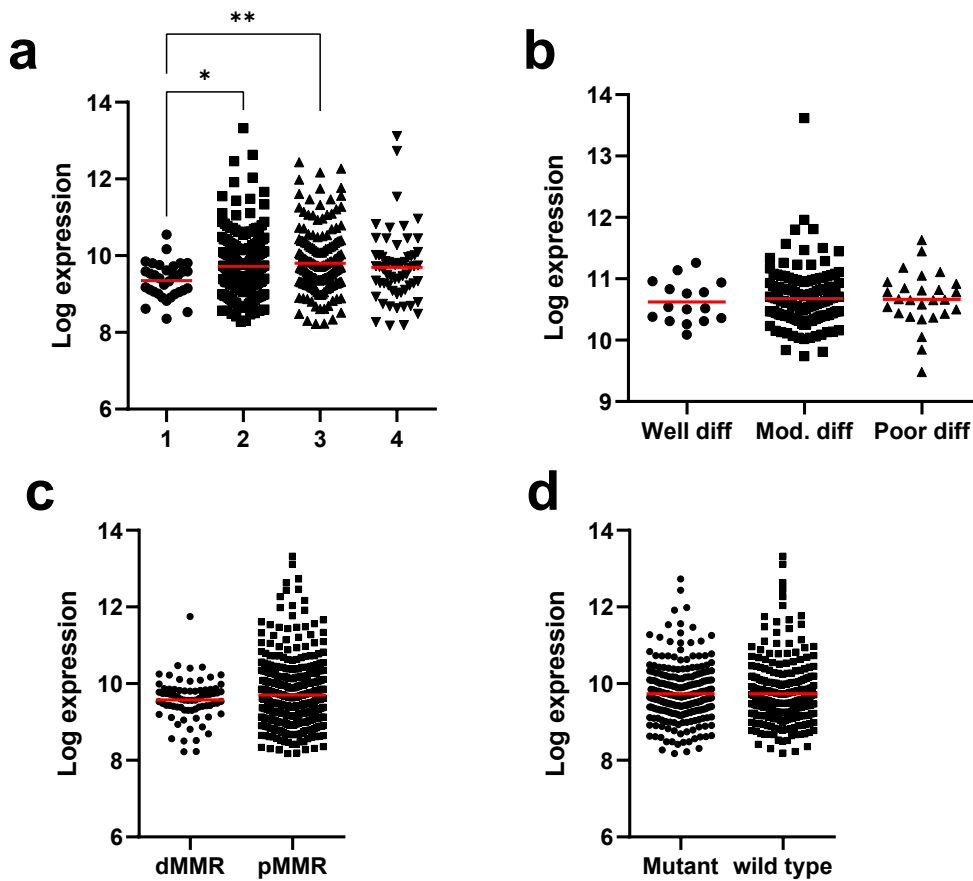 a
**
*
Log expression
14
12
10
8
6
1 2 3 4
b
Log expression
14
13
12
11
10
9
Well diff Mod. diff Poor diff
c
Log expression
14
12
10
8
6
dMMR pMMR
d
Log expression
14
12
10
8
6
Mutant wild type